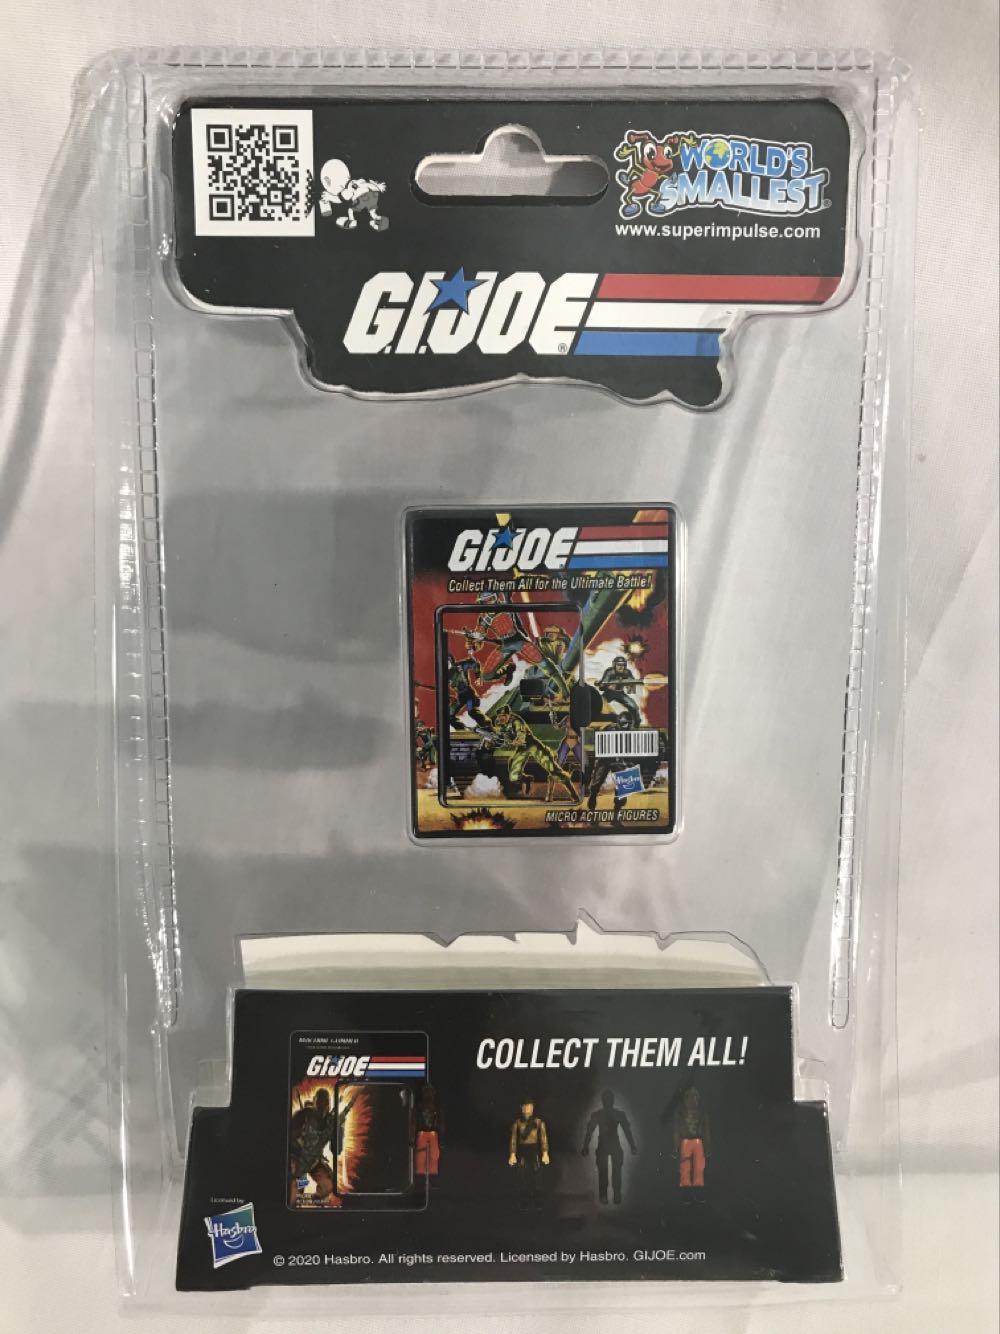 WORLD'S
SMALLEST®
www.superimpulse.com
G.I.JOE®
G.I.JOE
Collect Them All for the Ultimate Battle!
Hasbro
MICRO ACTION FIGURES
COLLECT THEM ALL!
G.I.JOE
Licensed by
Hasbro
© 2020 Hasbro. All rights reserved. Licensed by Hasbro. GIJOE.com